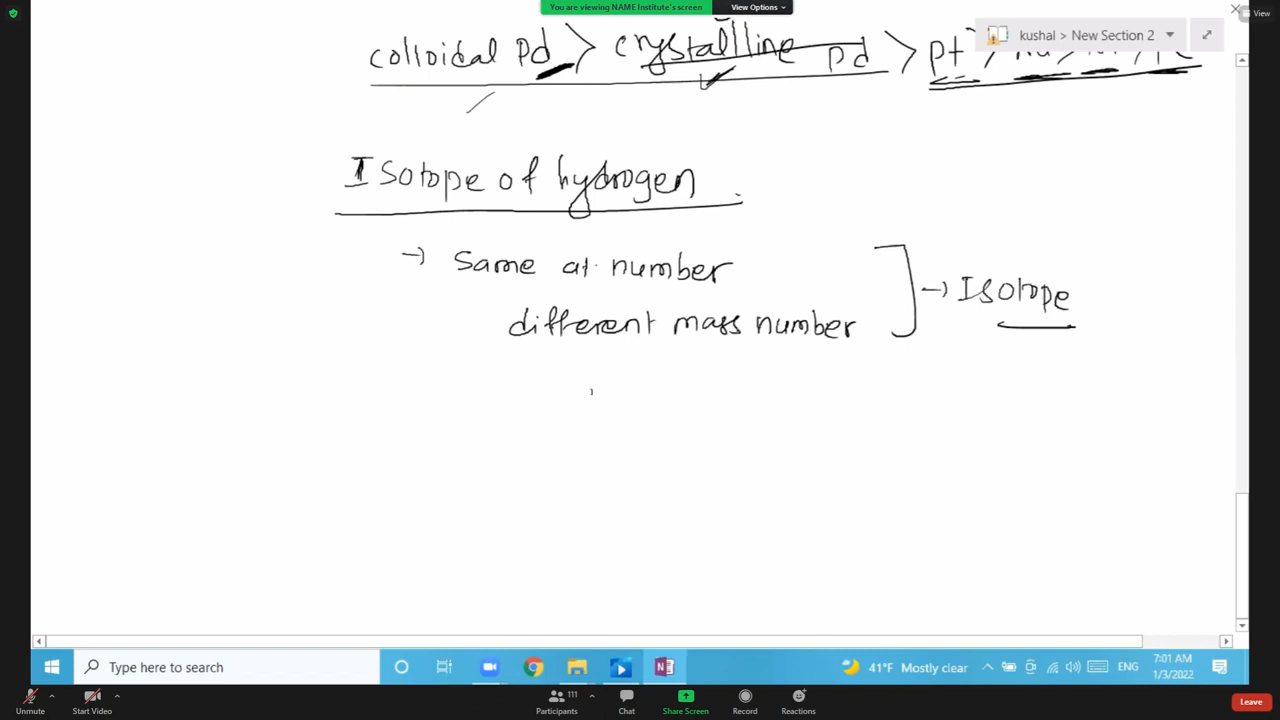 You are viewing NAME Institute's screen View Options
View
kushal > New Section 2
colloidal Pd > crystalline Pd > pt >
Isotope of hydrogen
→ Same at. number
different mass number
→ Isotope
Type here to search
41°F Mostly clear
ENG
7:01 AM
1/3/2022
Unmute
Start Video
111
Participants
Chat
Share Screen
Record
Reactions
Leave